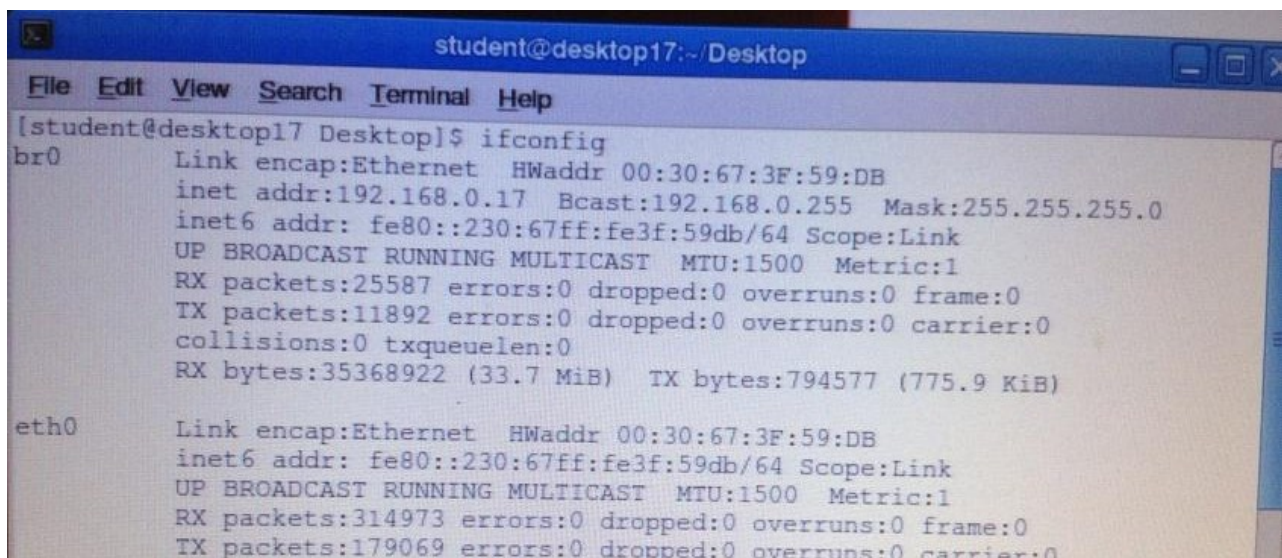 student@desktop17:~/Desktop
File Edit View Search Terminal Help
[student@desktop17 Desktop]$ ifconfig
br0 Link encap:Ethernet HWaddr 00:30:67:3F:59:DB
inet addr:192.168.0.17 Bcast:192.168.0.255 Mask:255.255.255.0
inet6 addr: fe80::230:67ff:fe3f:59db/64 Scope:Link
UP BROADCAST RUNNING MULTICAST MTU:1500 Metric:1
RX packets:25587 errors:0 dropped:0 overruns:0 frame:0
TX packets:11892 errors:0 dropped:0 overruns:0 carrier:0
collisions:0 txqueuelen:0
RX bytes:35368922 (33.7 MiB) TX bytes:794577 (775.9 KiB)
eth0 Link encap:Ethernet HWaddr 00:30:67:3F:59:DB
inet6 addr: fe80::230:67ff:fe3f:59db/64 Scope:Link
UP BROADCAST RUNNING MULTICAST MTU:1500 Metric:1
RX packets:314973 errors:0 dropped:0 overruns:0 frame:0
TX packets:179069 errors:0 dropped:0 overruns:0 carrier:0